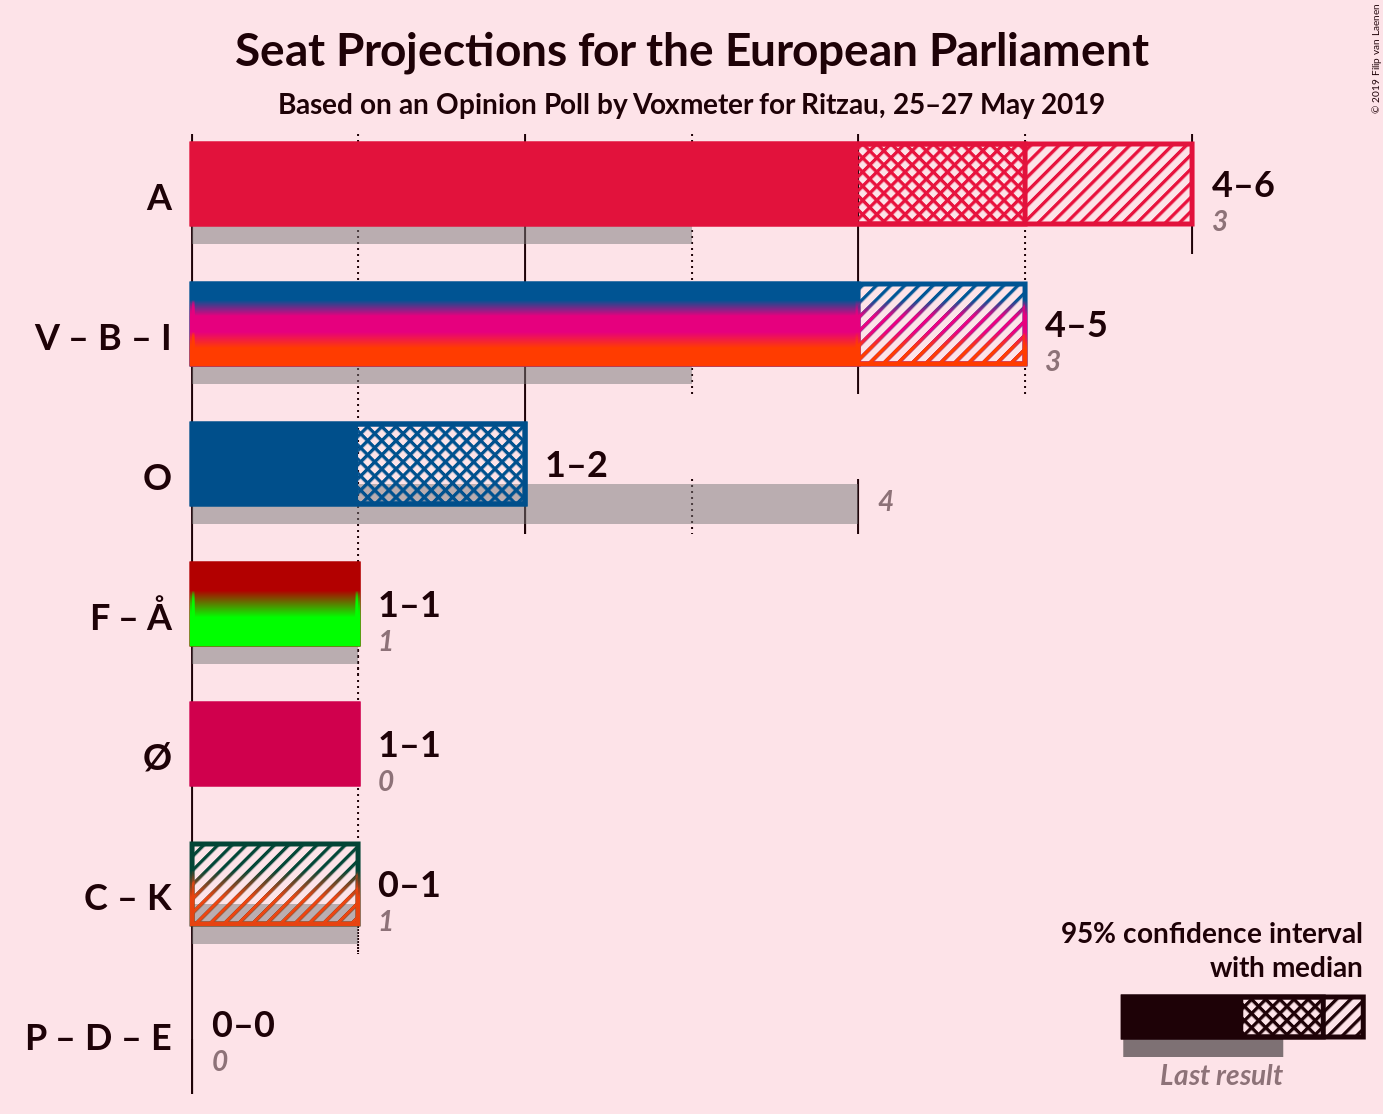 Seat Projections for the European Parliament
Based on an Opinion Poll by Voxmeter for Ritzau, 25–27 May 2019
© 2019 Filip van Laenen
A
4–6
3
V – B – I
4–5
3
O
1–2
4
F – Å
1–1
1
Ø
1–1
0
C – K
0–1
1
P – D – E
0–0
0
95% confidence interval
with median
Last result